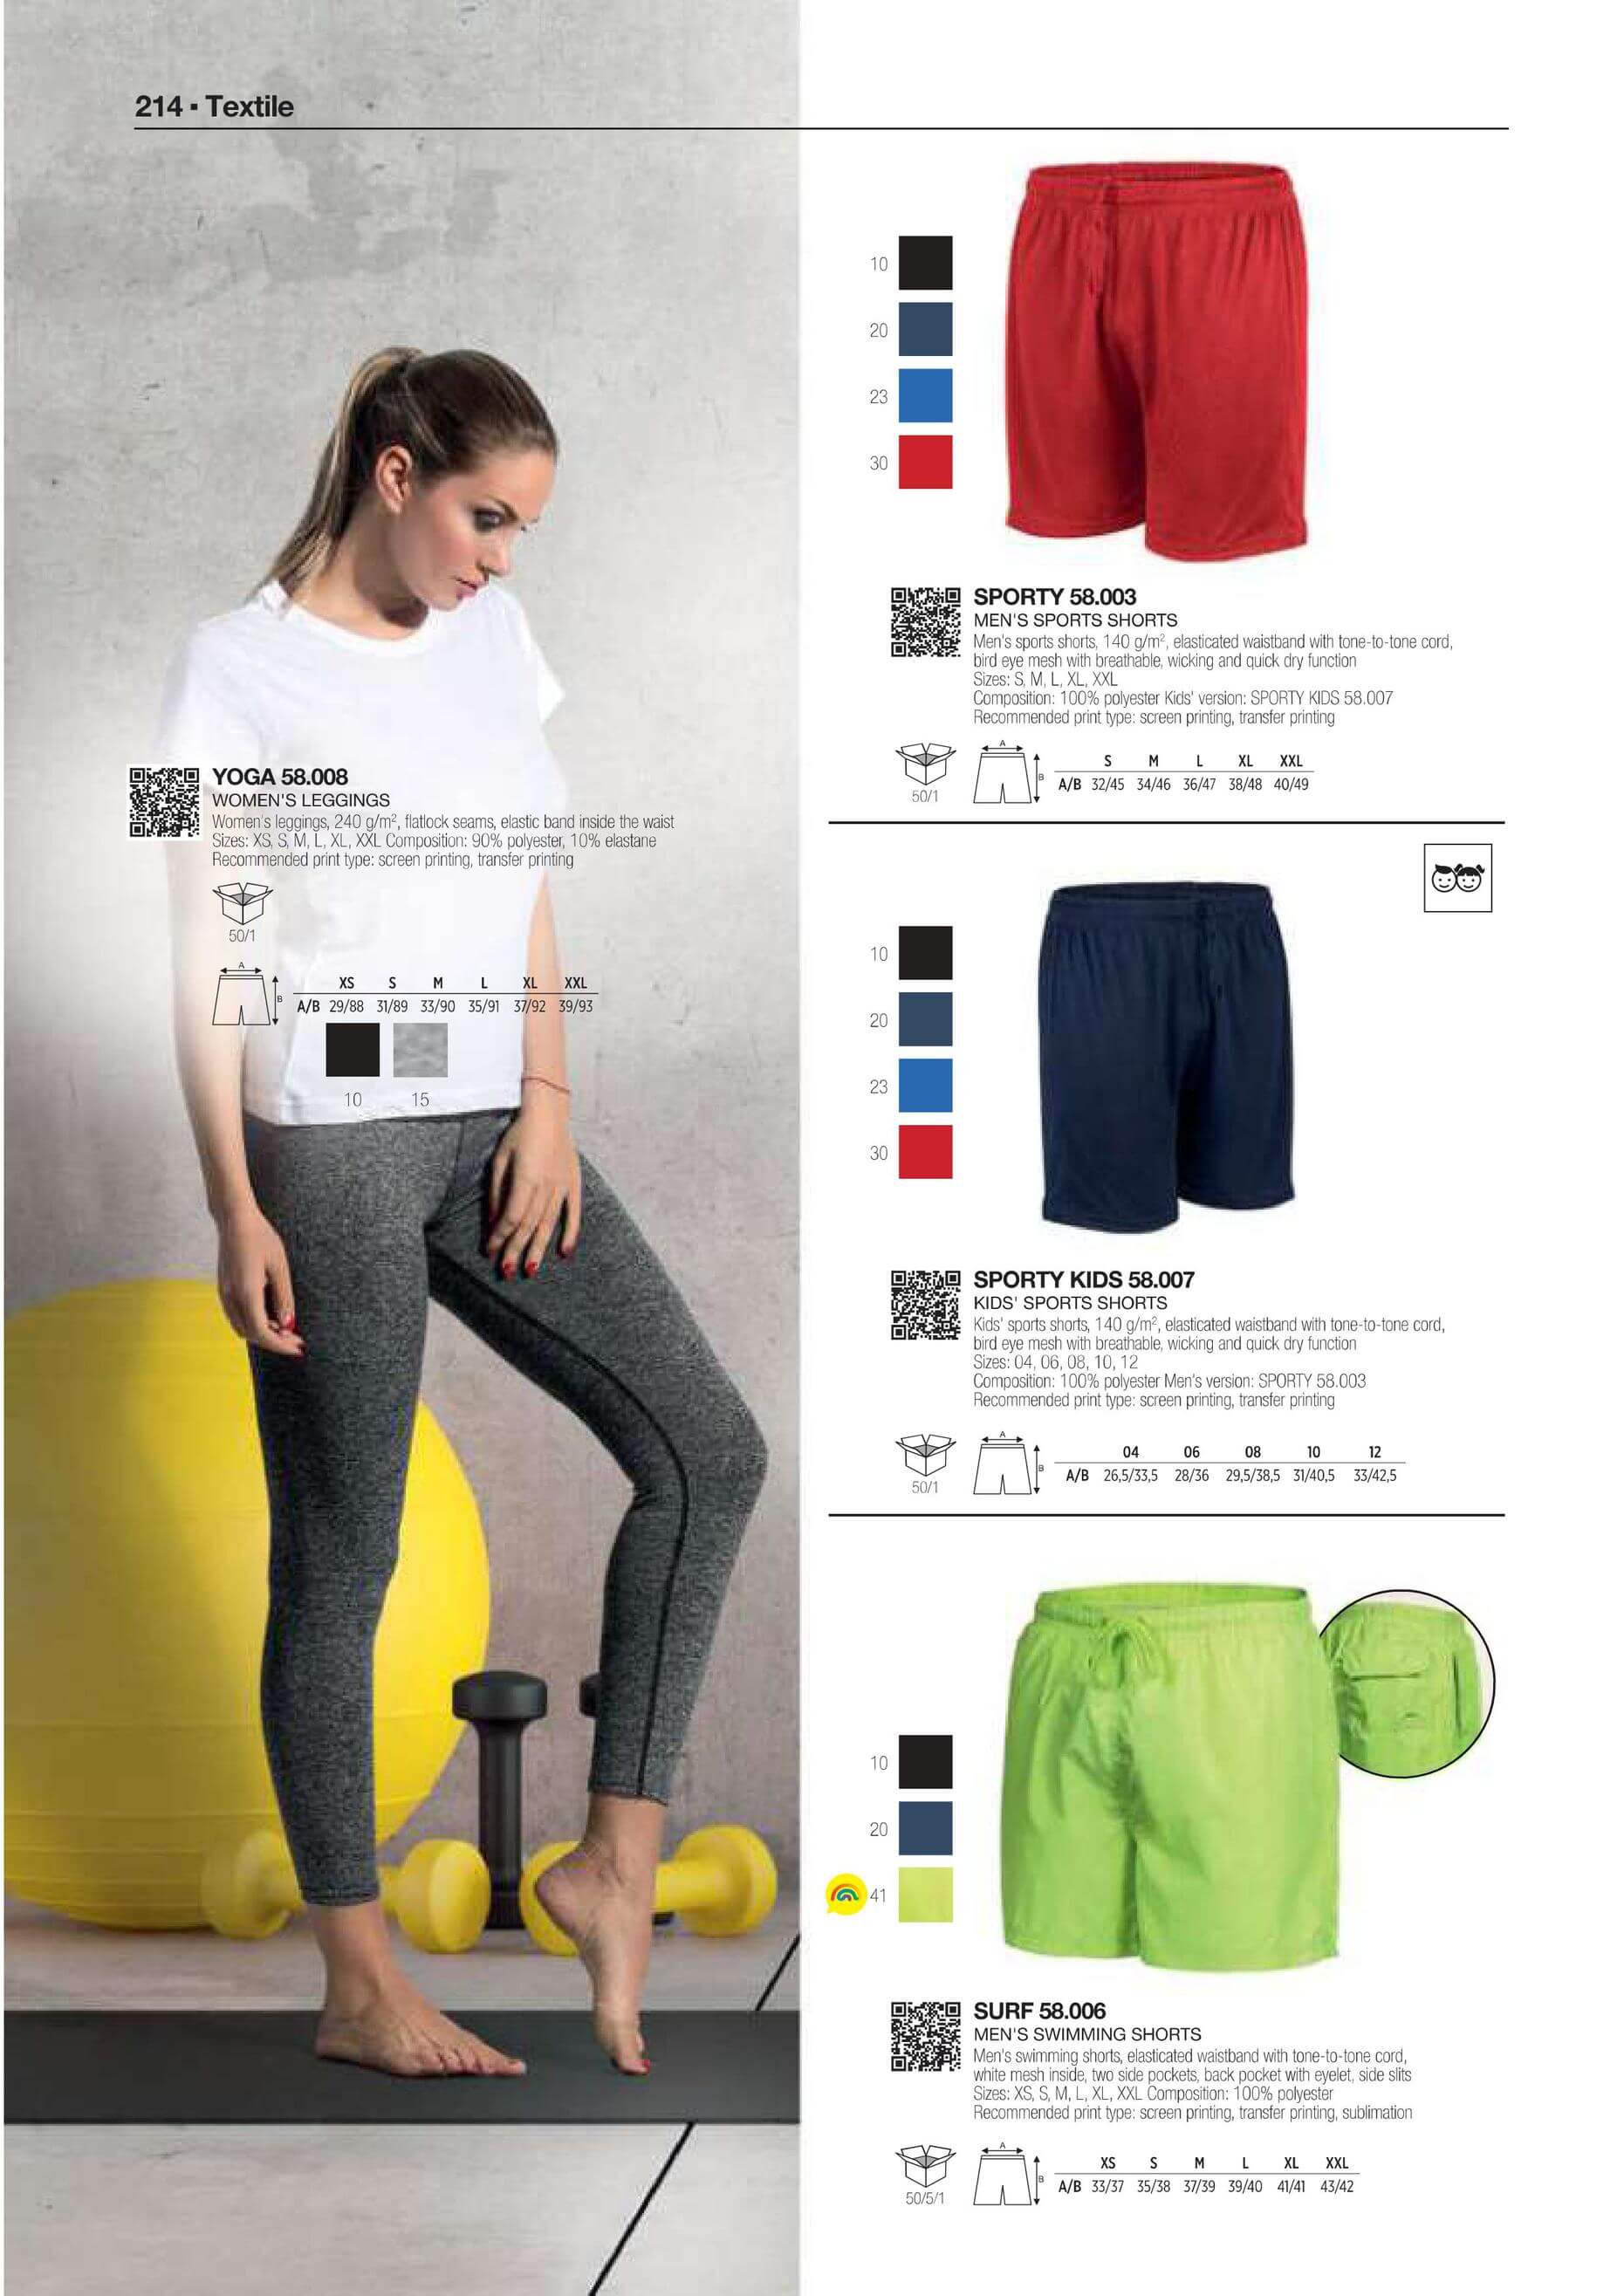 214 ▪ Textile
YOGA 58.008
WOMEN'S LEGGINGS
Women's leggings, 240 g/m², flatlock seams, elastic band inside the waist
Sizes: XS, S, M, L, XL, XXL Composition: 90% polyester, 10% elastane
Recommended print type: screen printing, transfer printing
50/1
A
B
XS S M L XL XXL
A/B 29/88 31/89 33/90 35/91 37/92 39/93
10 15
10
20
23
30
SPORTY 58.003
MEN'S SPORTS SHORTS
Men's sports shorts, 140 g/m², elasticated waistband with tone-to-tone cord,
bird eye mesh with breathable, wicking and quick dry function
Sizes: S, M, L, XL, XXL
Composition: 100% polyester Kids' version: SPORTY KIDS 58.007
Recommended print type: screen printing, transfer printing
50/1
A
B
S M L XL XXL
A/B 32/45 34/46 36/47 38/48 40/49
10
20
23
30
SPORTY KIDS 58.007
KIDS' SPORTS SHORTS
Kids' sports shorts, 140 g/m², elasticated waistband with tone-to-tone cord,
bird eye mesh with breathable, wicking and quick dry function
Sizes: 04, 06, 08, 10, 12
Composition: 100% polyester Men's version: SPORTY 58.003
Recommended print type: screen printing, transfer printing
50/1
A
B
04 06 08 10 12
A/B 26,5/33,5 28/36 29,5/38,5 31/40,5 33/42,5
10
20
41
SURF 58.006
MEN'S SWIMMING SHORTS
Men's swimming shorts, elasticated waistband with tone-to-tone cord,
white mesh inside, two side pockets, back pocket with eyelet, side slits
Sizes: XS, S, M, L, XL, XXL Composition: 100% polyester
Recommended print type: screen printing, transfer printing, sublimation
50/5/1
A
B
XS S M L XL XXL
A/B 33/37 35/38 37/39 39/40 41/41 43/42